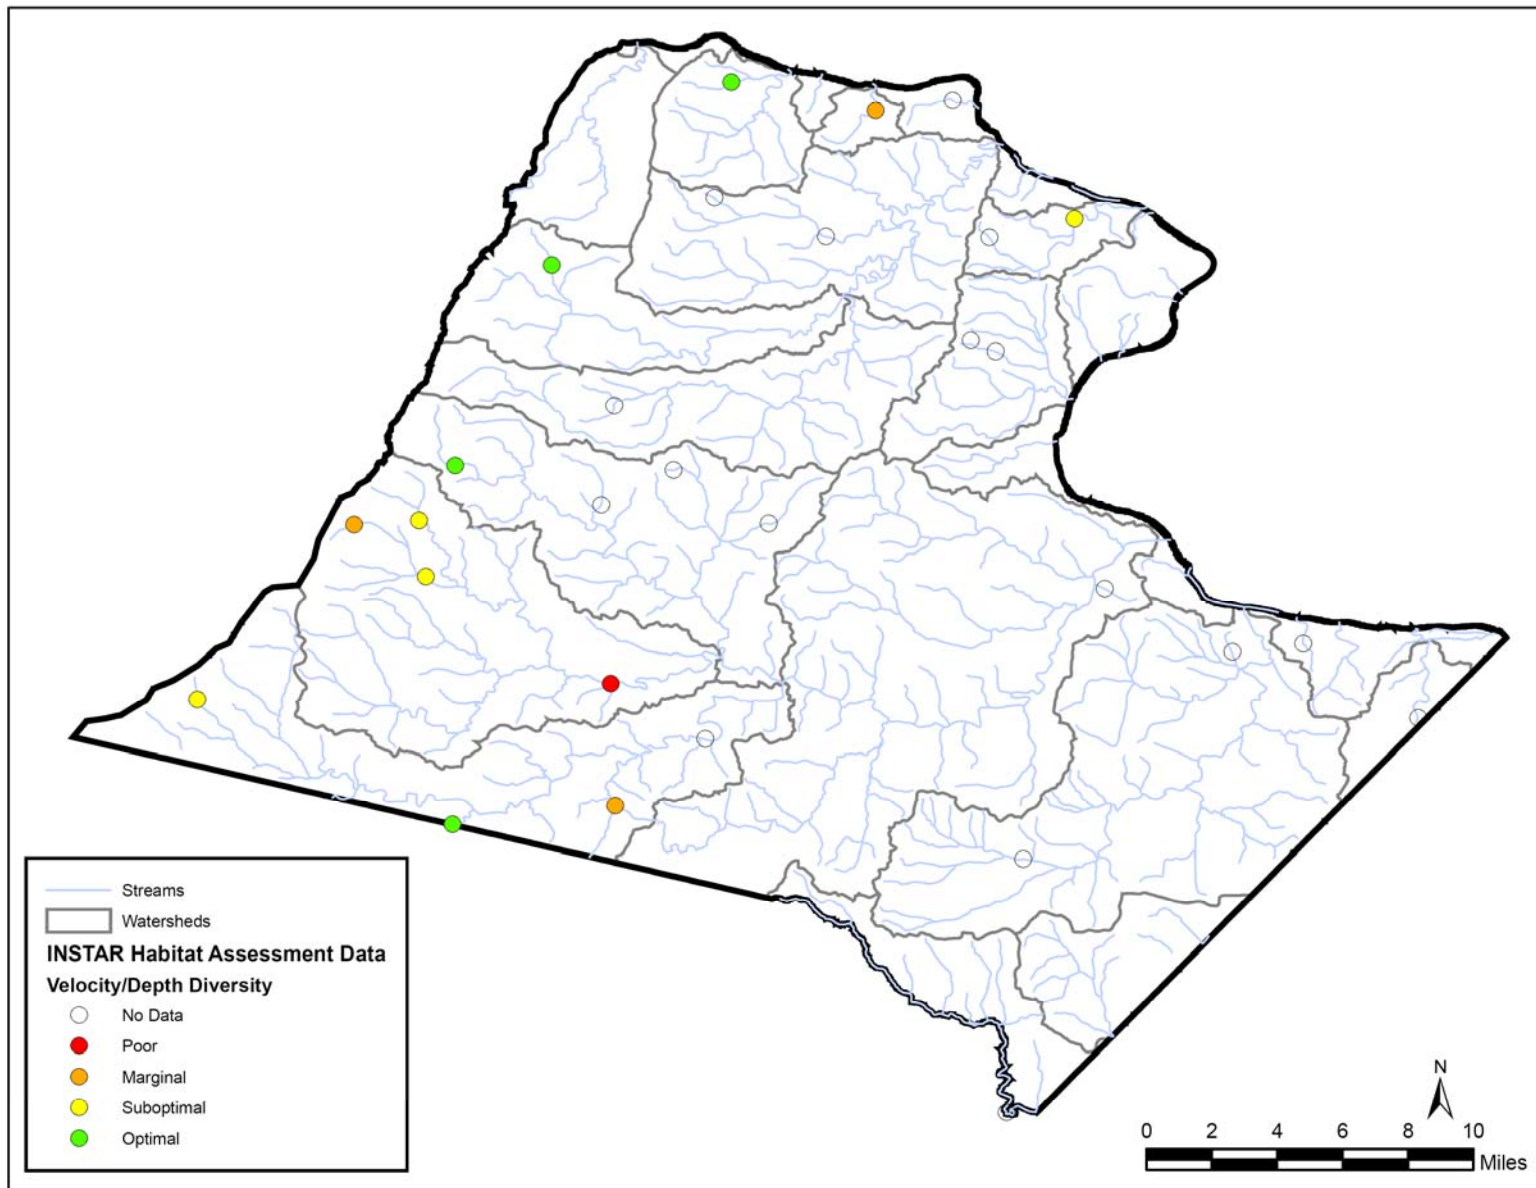 Streams
Watersheds
INSTAR Habitat Assessment Data
Velocity/Depth Diversity
No Data
Poor
Marginal
Suboptimal
Optimal
N
0 2 4 6 8 10
Miles